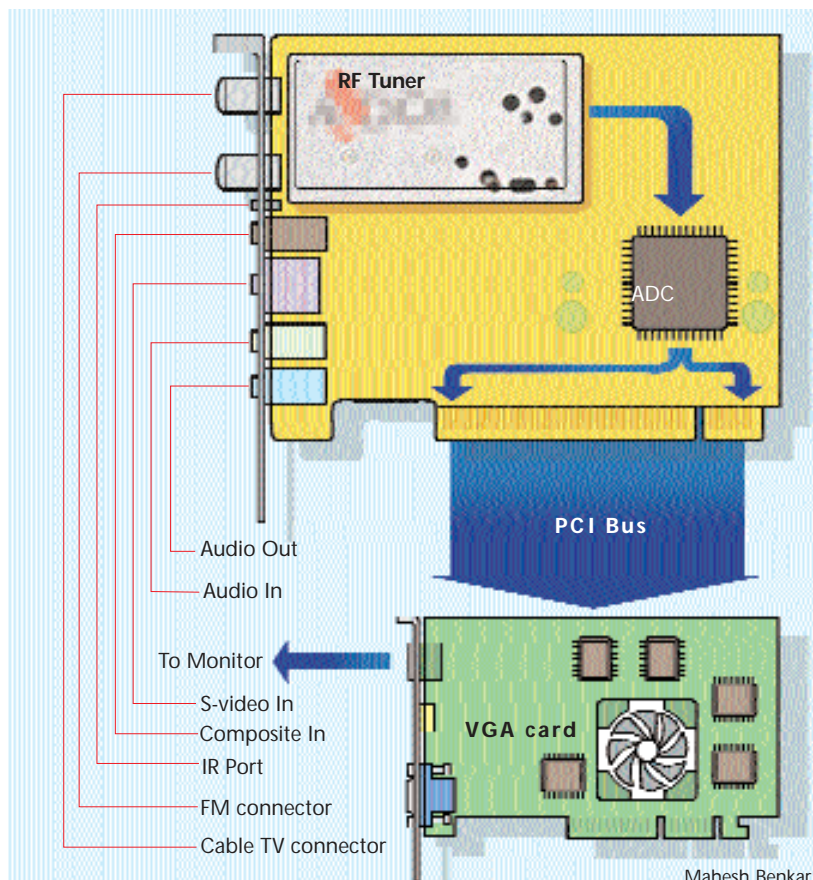 RF Tuner
ADC
PCI Bus
Audio Out
Audio In
To Monitor
S-video In
VGA card
Composite In
IR Port
FM connector
Cable TV connector
Mahesh Benkar